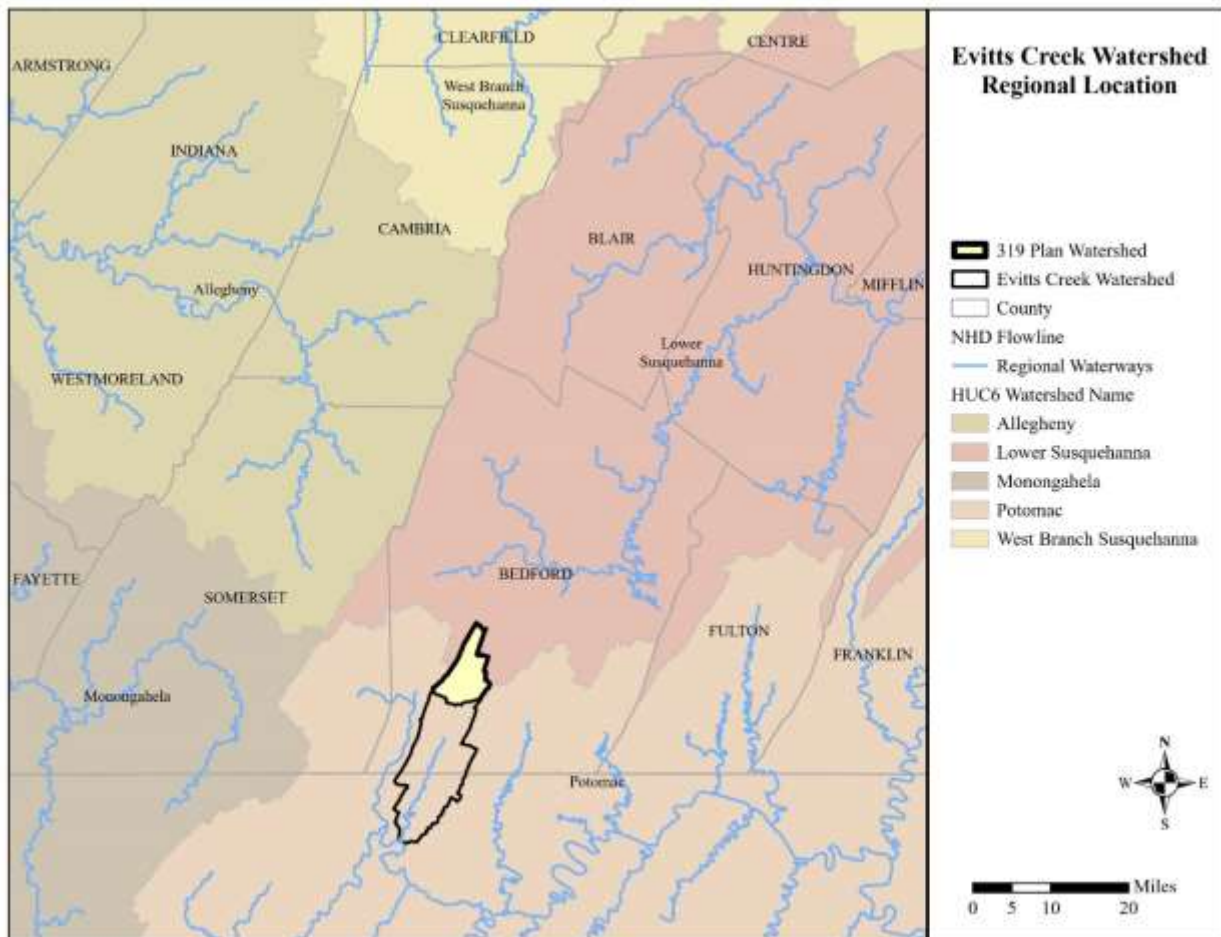 CLEARFIELD
CENTRE
ARMSTRONG
West Branch
Susquehanna
INDIANA
CAMBRIA
BLAIR
HUNTINGDON
MIFFLIN
Allegheny
Lower
Susquehanna
WESTMORELAND
BEDFORD
FAYETTE
SOMERSET
FULTON
FRANKLIN
Monongahela
Potomac
Evitts Creek Watershed
Regional Location
319 Plan Watershed
Evitts Creek Watershed
County
NHD Flowline
Regional Waterways
HUC6 Watershed Name
Allegheny
Lower Susquehanna
Monongahela
Potomac
West Branch Susquehanna
N
W E
S
Miles
0 5 10 20